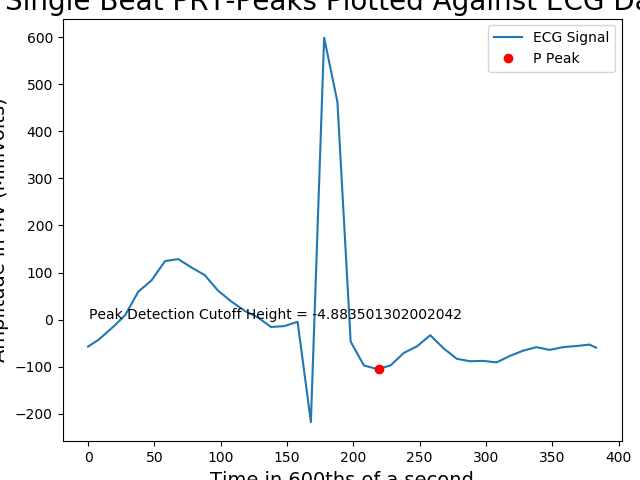 Single Beat PRT-Peaks Plotted Against ECG Da
Amplitude in MV (Millivolts)
600
500
400
300
200
100
0
−100
−200
ECG Signal
P Peak
Peak Detection Cutoff Height = -4.883501302002042
0 50 100 150 200 250 300 350 400
Time in 600ths of a second